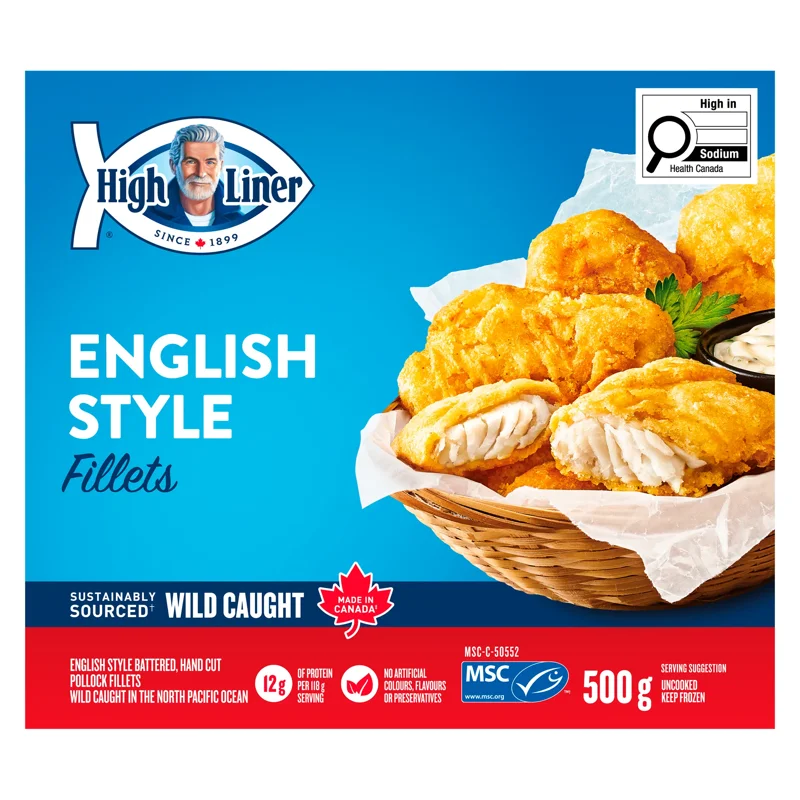 High Liner
®
SINCE 1899
High in
Sodium
Health Canada
ENGLISH
STYLE
Fillets
SUSTAINABLY
SOURCED†
WILD CAUGHT
MADE IN
CANADA‡
ENGLISH STYLE BATTERED, HAND CUT
POLLOCK FILLETS
WILD CAUGHT IN THE NORTH PACIFIC OCEAN
12g
OF PROTEIN
PER 118 g
SERVING
NO ARTIFICIAL
COLOURS, FLAVOURS
OR PRESERVATIVES
MSC-C-50552
MSC
www.msc.org
TM
500 g
SERVING SUGGESTION
UNCOOKED
KEEP FROZEN